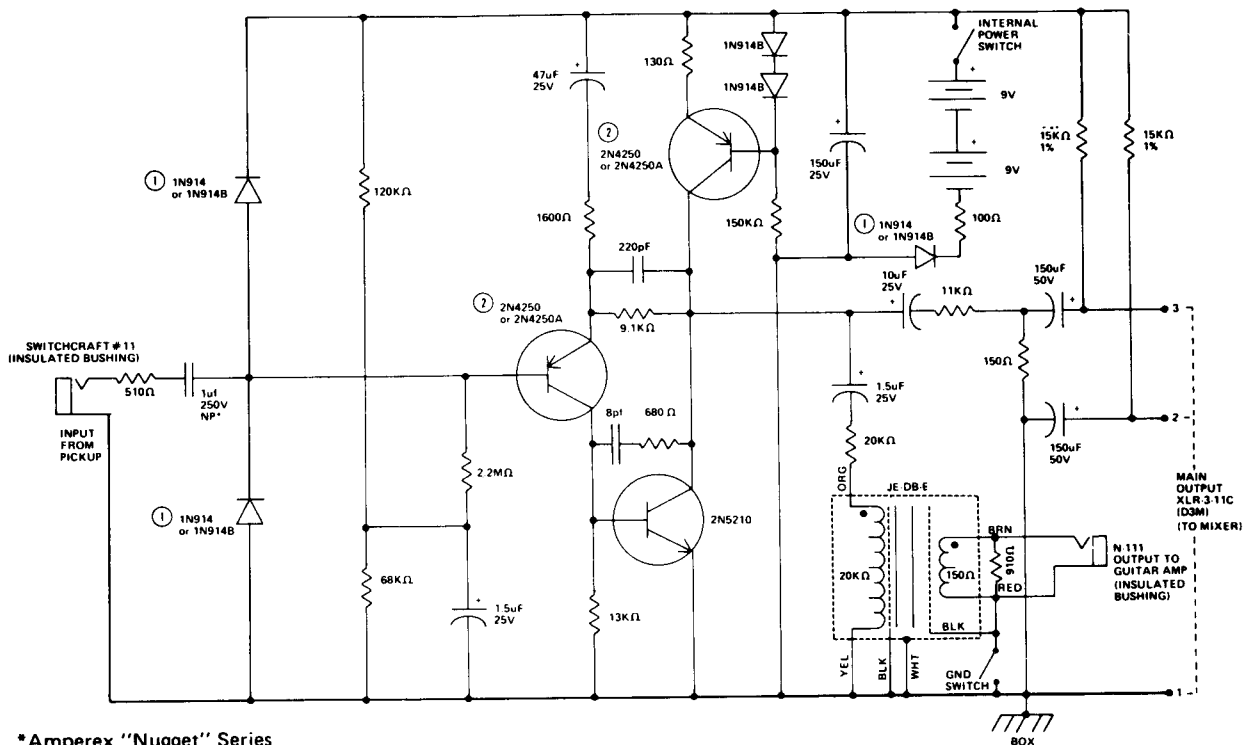 INTERNAL
POWER
SWITCH
1N914B
1N914B
130Ω
47uF
25V
+
+
9V
②
2N4250
or 2N4250A
+
150uF
25V
+
9V
15KΩ
1%
15KΩ
1%
① 1N914
or 1N914B
120KΩ
1600Ω
150KΩ
① 1N914
or 1N914B
100Ω
220pF
10uF
25V
+
11KΩ
150uF
50V
+
3
② 2N4250
or 2N4250A
9.1KΩ
150Ω
SWITCHCRAFT #11
(INSULATED BUSHING)
510Ω
1uf
250V
NP*
INPUT
FROM
PICKUP
+
1.5uF
25V
8pf
680Ω
20KΩ
+
150uF
50V
2
2.2MΩ
ORG
JE-DB-E
MAIN
OUTPUT
XLR-3-11C
(D3M)
(TO MIXER)
① 1N914
or 1N914B
2N5210
BRN
N-111
OUTPUT TO
GUITAR AMP
(INSULATED
BUSHING)
20KΩ
150Ω
910Ω
RED
68KΩ
+
1.5uF
25V
13KΩ
BLK
YEL
BLK
WHT
GND
SWITCH
1
BOX
*Amperex "Nugget" Series